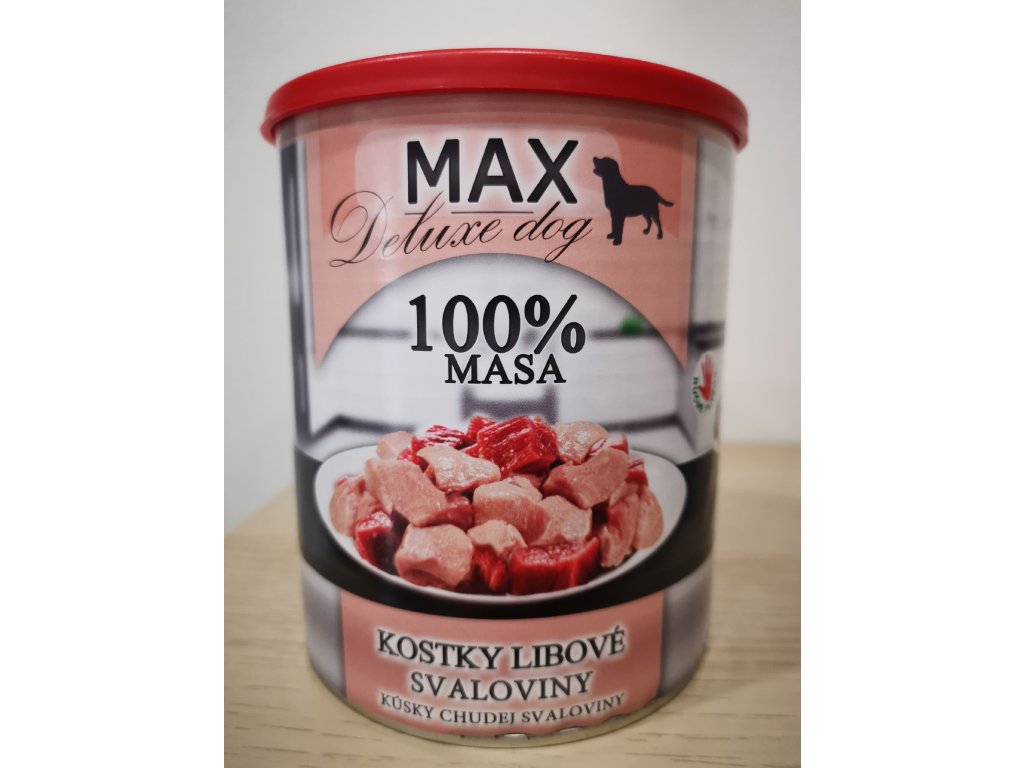 MAX
Deluxe dog
100%
MASA
KOSTKY LIBOVÉ
SVALOVINY
KÚSKY CHUDEJ SVALOVINY